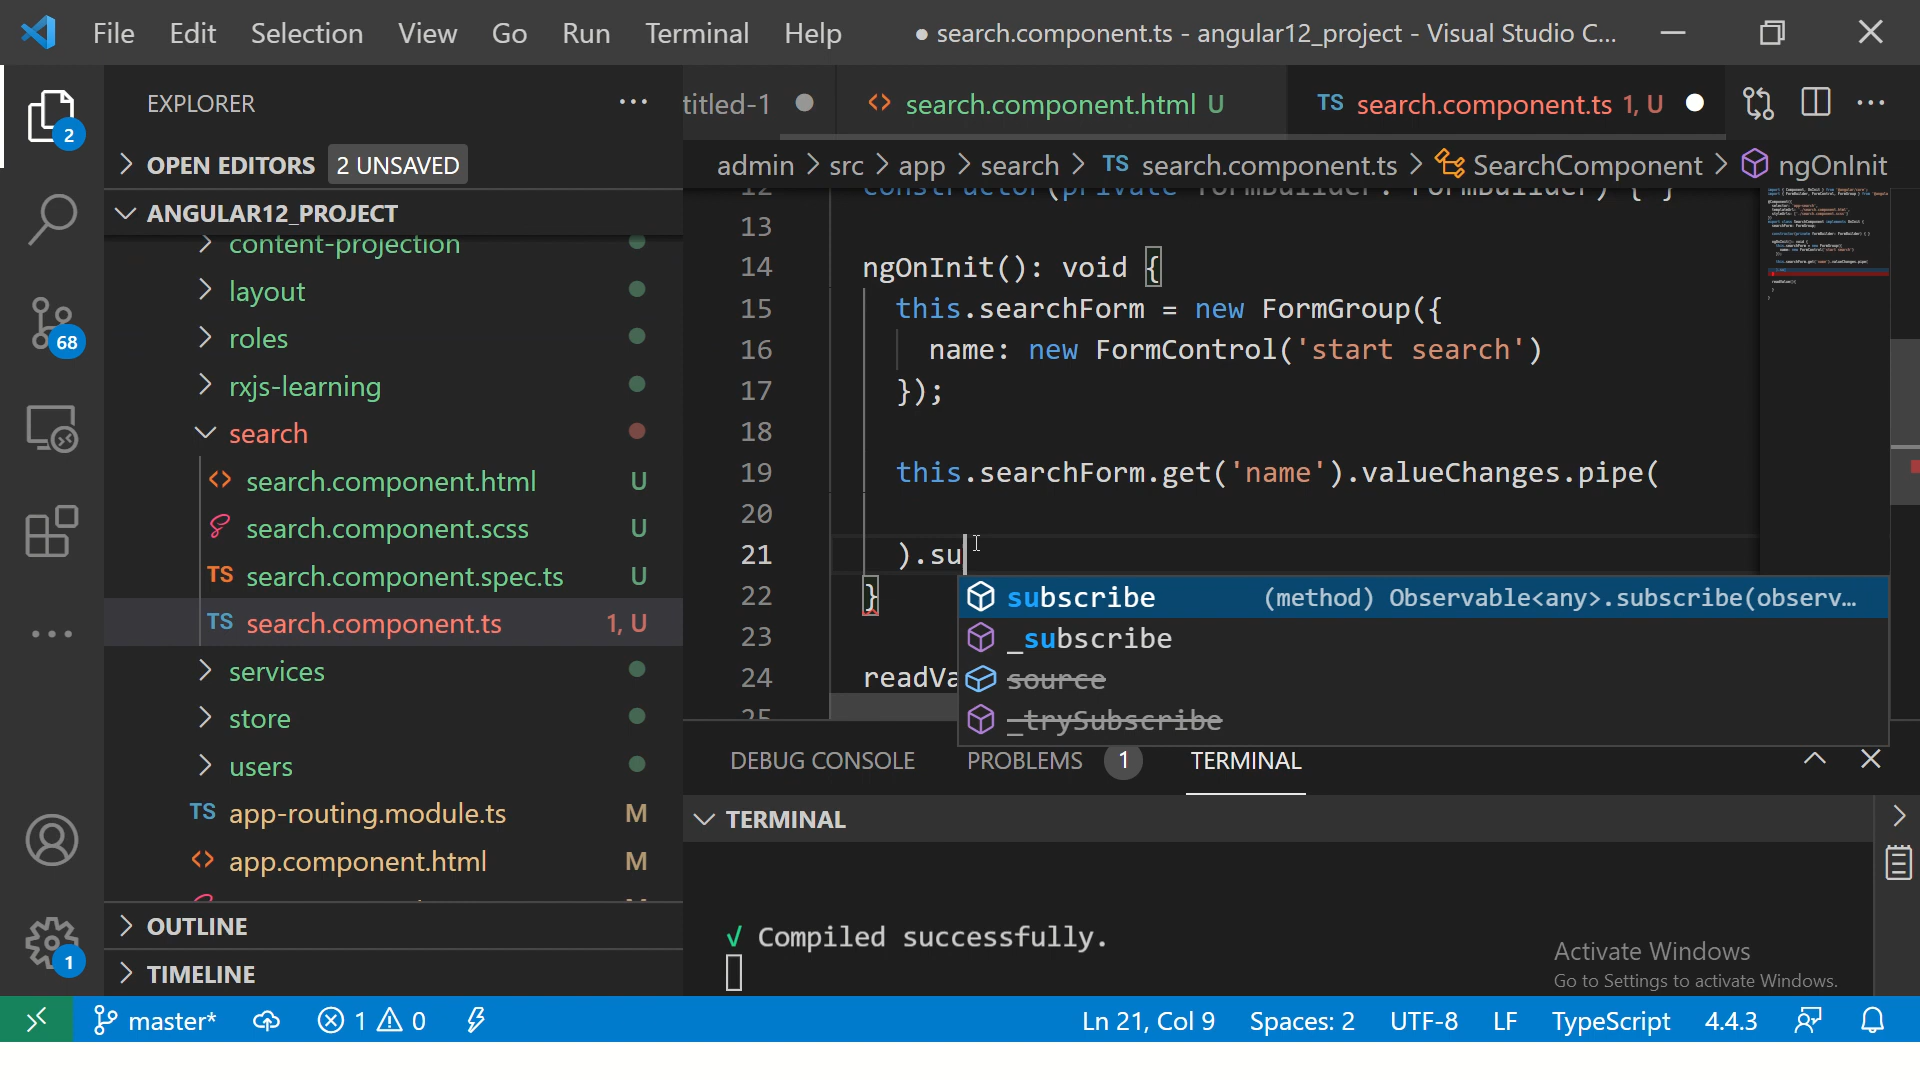 File Edit Selection View Go Run Terminal Help ● search.component.ts - angular12_project - Visual Studio C...
EXPLORER ...
titled-1 search.component.html U TS search.component.ts 1, U ...
OPEN EDITORS 2 UNSAVED
admin > src > app > search > TS search.component.ts > SearchComponent > ngOnInit
ANGULAR12_PROJECT
content-projection
layout
roles
rxjs-learning
search
search.component.html U
search.component.scss U
TS search.component.spec.ts U
TS search.component.ts 1, U
services
store
users
TS app-routing.module.ts M
app.component.html M
OUTLINE
TIMELINE
12 constructor(private formBuilder: FormBuilder) { }
13
14 ngOnInit(): void {
15 this.searchForm = new FormGroup({
16 name: new FormControl('start search')
17 });
18
19 this.searchForm.get('name').valueChanges.pipe(
20
21 ).su
22 }
23
24 readVa
25
subscribe (method) Observable<any>.subscribe(observ...
_subscribe
source
_trySubscribe
DEBUG CONSOLE PROBLEMS 1 TERMINAL
TERMINAL
√ Compiled successfully.
Activate Windows
Go to Settings to activate Windows.
2
68
1
master* 1 0 Ln 21, Col 9 Spaces: 2 UTF-8 LF TypeScript 4.4.3